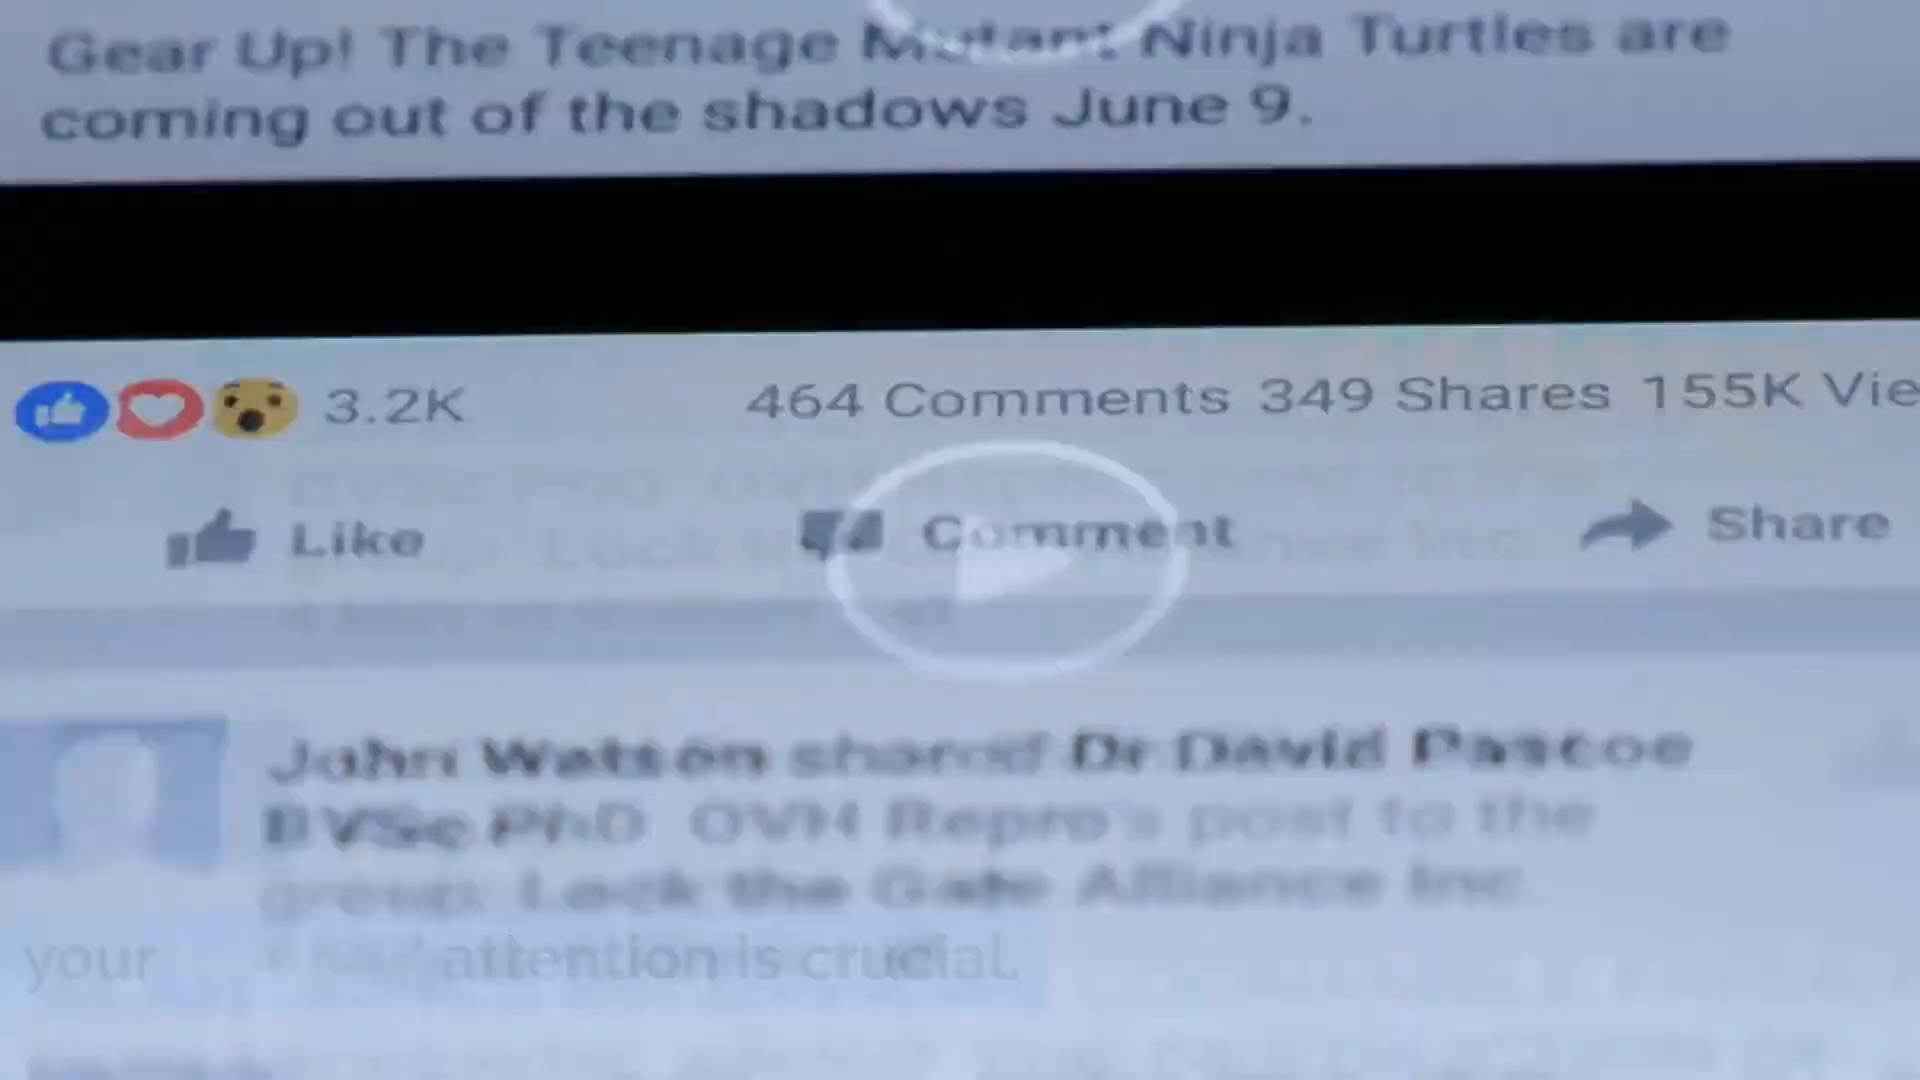 Gear Up! The Teenage Mutant Ninja Turtles are
coming out of the shadows June 9.
3.2K 464 Comments 349 Shares 155K Vie
Like Comment Share
John Watson shared Dr David Pascoe
BVSc PhD OVH Repro's post to the
group: Lock the Gate Alliance Inc
your attention is crucial.